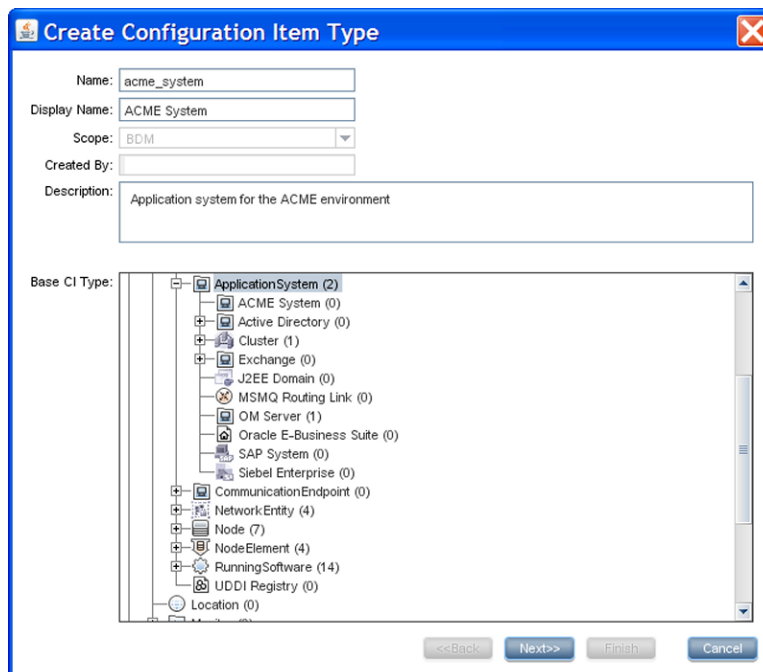 Create Configuration Item Type
Name: acme_system
Display Name: ACME System
Scope: BDM
Created By:
Description: Application system for the ACME environment
Base CI Type: ApplicationSystem (2)
ACME System (0)
Active Directory (0)
Cluster (1)
Exchange (0)
J2EE Domain (0)
MSMQ Routing Link (0)
OM Server (1)
Oracle E-Business Suite (0)
SAP System (0)
Siebel Enterprise (0)
CommunicationEndpoint (0)
NetworkEntity (4)
Node (7)
NodeElement (4)
RunningSoftware (14)
UDDI Registry (0)
Location (0)
<<Back Next>> Finish Cancel